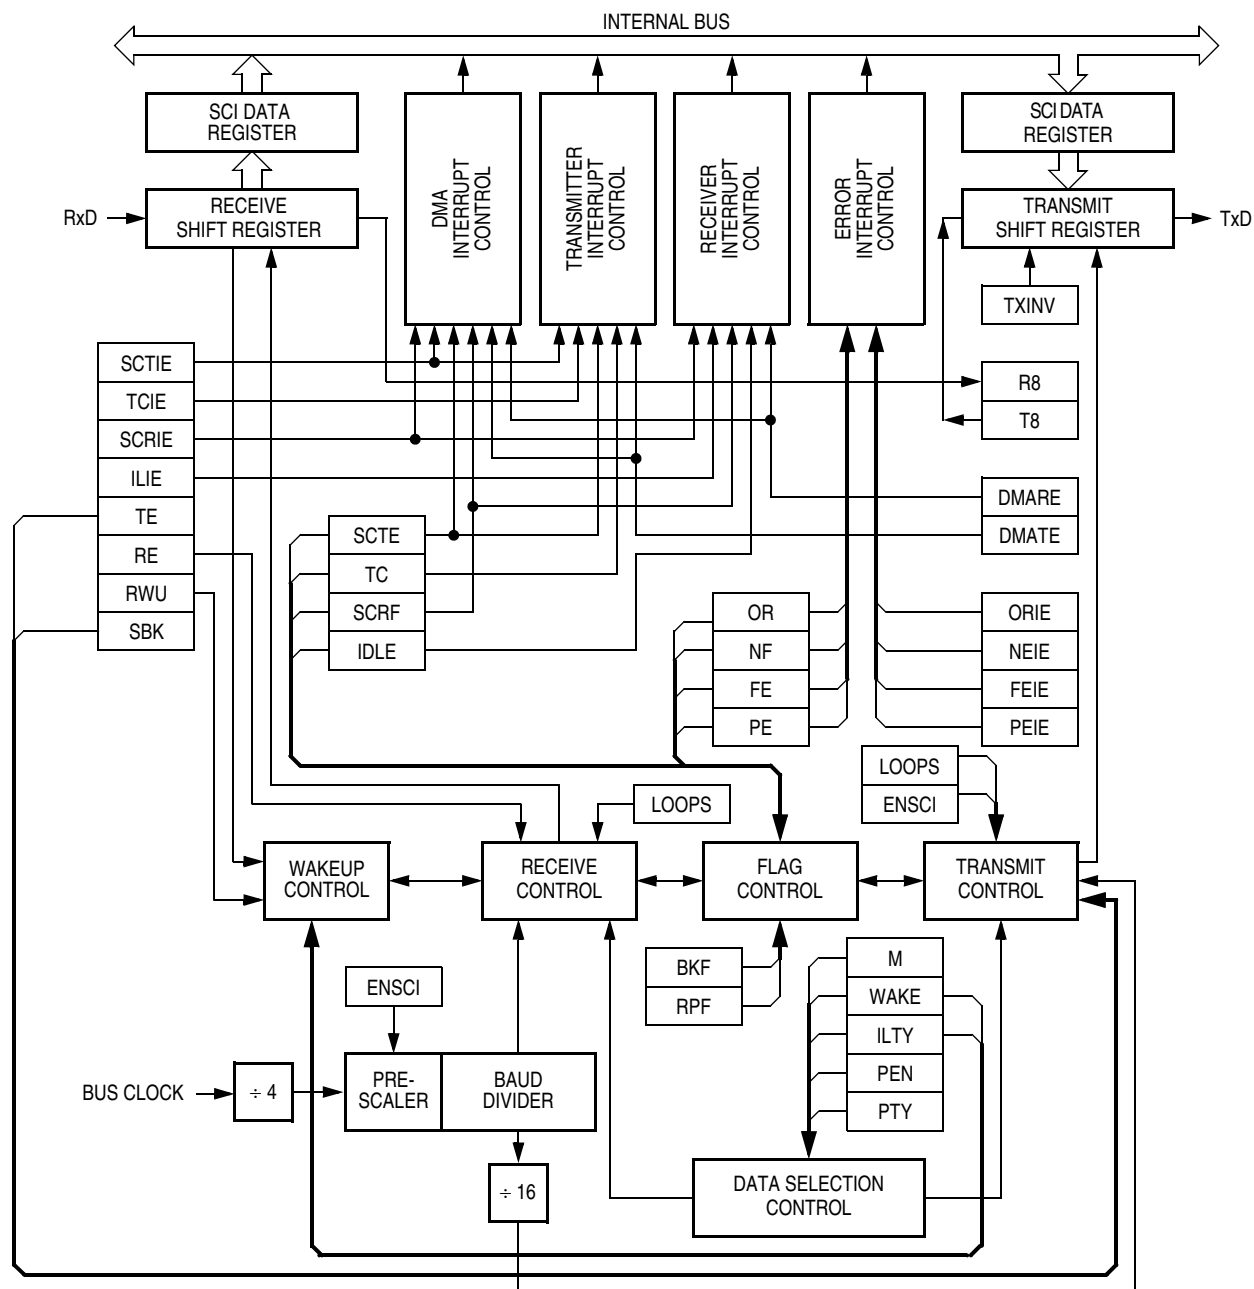 INTERNAL BUS
SCI DATA
REGISTER
DMA
INTERRUPT
CONTROL
TRANSMITTER
INTERRUPT
CONTROL
RECEIVER
INTERRUPT
CONTROL
ERROR
INTERRUPT
CONTROL
SCI DATA
REGISTER
RxD
RECEIVE
SHIFT REGISTER
TRANSMIT
SHIFT REGISTER
TxD
TXINV
SCTIE
TCIE
SCRIE
ILIE
TE
RE
RWU
SBK
R8
T8
DMARE
DMATE
SCTE
TC
SCRF
IDLE
OR
NF
FE
PE
ORIE
NEIE
FEIE
PEIE
LOOPS
LOOPS
ENSCI
WAKEUP
CONTROL
RECEIVE
CONTROL
FLAG
CONTROL
TRANSMIT
CONTROL
BKF
RPF
M
WAKE
ILTY
PEN
PTY
ENSCI
BUS CLOCK
÷ 4
PRE-
SCALER
BAUD
DIVIDER
÷ 16
DATA SELECTION
CONTROL